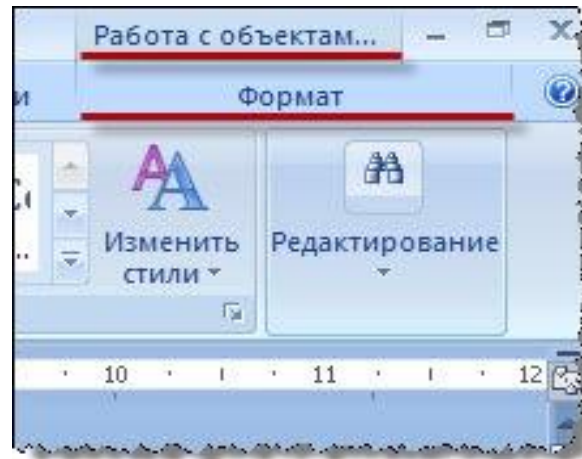 Работа с объектам...
и
Формат
Изменить
стили
Редактирование
10
11
12